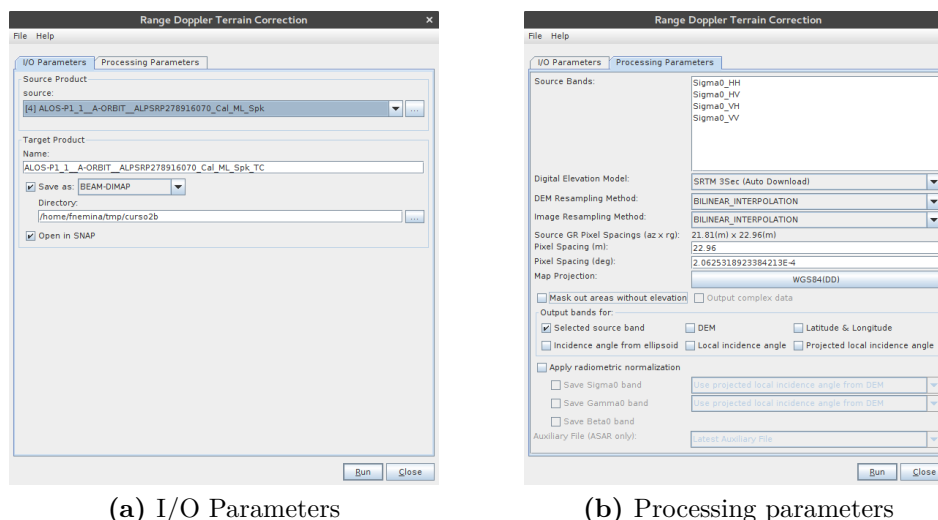 Range Doppler Terrain Correction
File Help
I/O Parameters Processing Parameters
Source Product
source:
[4] ALOS-P1_1__A-ORBIT__ALPSRP278916070_Cal_ML_Spk
...
Target Product
Name:
ALOS-P1_1__A-ORBIT__ALPSRP278916070_Cal_ML_Spk_TC
Save as: BEAM-DIMAP
Directory:
/home/fnemina/tmp/curso2b
...
Open in SNAP
Run Close
(a) I/O Parameters
Range Doppler Terrain Correction
File Help
I/O Parameters Processing Parameters
Source Bands:
Sigma0_HH
Sigma0_HV
Sigma0_VH
Sigma0_VV
Digital Elevation Model: SRTM 3Sec (Auto Download)
DEM Resampling Method: BILINEAR_INTERPOLATION
Image Resampling Method: BILINEAR_INTERPOLATION
Source GR Pixel Spacings (az x rg): 21.81(m) x 22.96(m)
Pixel Spacing (m): 22.96
Pixel Spacing (deg): 2.0625318923384213E-4
Map Projection: WGS84(DD)
Mask out areas without elevation Output complex data
Output bands for:
Selected source band DEM Latitude & Longitude
Incidence angle from ellipsoid Local incidence angle Projected local incidence angle
Apply radiometric normalization
Save Sigma0 band Use projected local incidence angle from DEM
Save Gamma0 band Use projected local incidence angle from DEM
Save Beta0 band
Auxiliary File (ASAR only): Latest Auxiliary File
Run Close
(b) Processing parameters